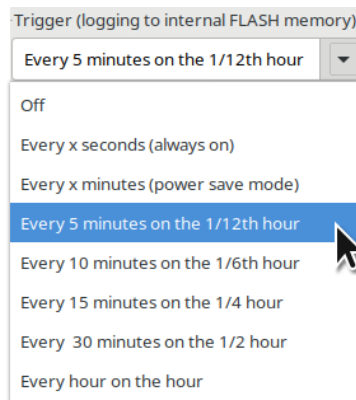 Trigger (logging to internal FLASH memory)
Every 5 minutes on the 1/12th hour
Off
Every x seconds (always on)
Every x minutes (power save mode)
Every 5 minutes on the 1/12th hour
Every 10 minutes on the 1/6th hour
Every 15 minutes on the 1/4 hour
Every  30 minutes on the 1/2 hour
Every hour on the hour